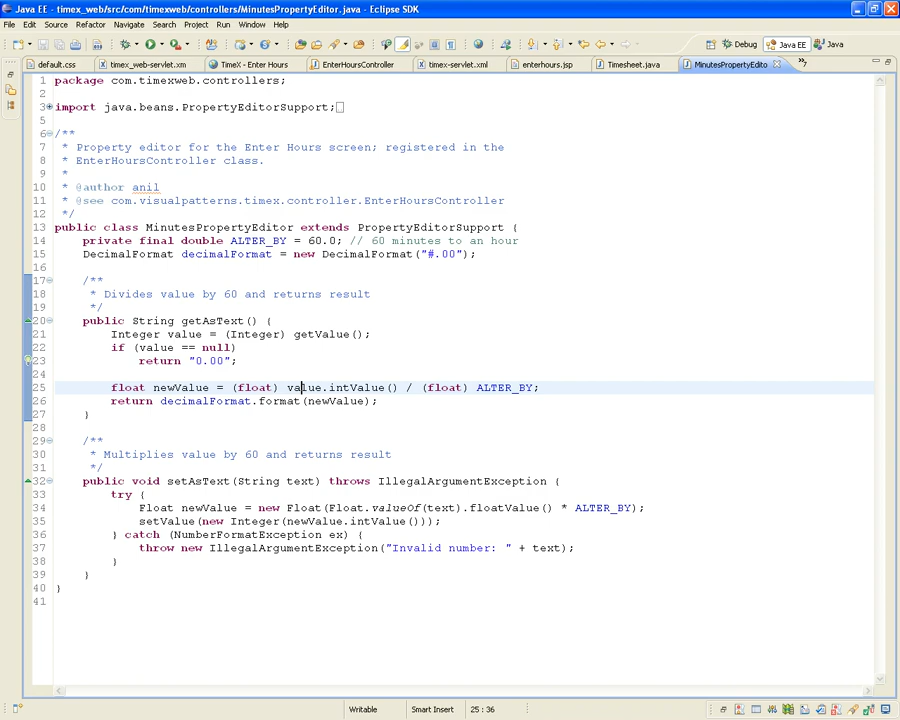 Java EE - timex_web/src/com/timexweb/controllers/MinutesPropertyEditor.java - Eclipse SDK
File Edit Source Refactor Navigate Search Project Run Window Help
Debug Java EE Java
default.css timex_web-servlet.xm TimeX - Enter Hours EnterHoursController timex-servlet.xml enterhours.jsp Timesheet.java MinutesPropertyEdito »7
1 package com.timexweb.controllers;
2
3 import java.beans.PropertyEditorSupport;
5
6 /**
7 * Property editor for the Enter Hours screen; registered in the
8 * EnterHoursController class.
9 *
10 * @author anil
11 * @see com.visualpatterns.timex.controller.EnterHoursController
12 */
13 public class MinutesPropertyEditor extends PropertyEditorSupport {
14 private final double ALTER_BY = 60.0; // 60 minutes to an hour
15 DecimalFormat decimalFormat = new DecimalFormat("#.00");
16
17 /**
18 * Divides value by 60 and returns result
19 */
20 public String getAsText() {
21 Integer value = (Integer) getValue();
22 if (value == null)
23 return "0.00";
24
25 float newValue = (float) value.intValue() / (float) ALTER_BY;
26 return decimalFormat.format(newValue);
27 }
28
29 /**
30 * Multiplies value by 60 and returns result
31 */
32 public void setAsText(String text) throws IllegalArgumentException {
33 try {
34 Float newValue = new Float(Float.valueOf(text).floatValue() * ALTER_BY);
35 setValue(new Integer(newValue.intValue()));
36 } catch (NumberFormatException ex) {
37 throw new IllegalArgumentException("Invalid number: " + text);
38 }
39 }
40 }
41
Writable Smart Insert 25 : 36